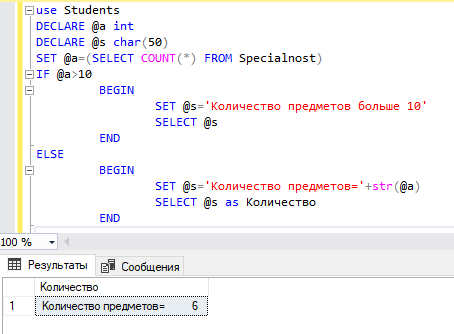 use Students
DECLARE @a int
DECLARE @s char(50)
SET @a=(SELECT COUNT(*) FROM Specialnost)
IF @a>10
BEGIN
SET @s='Количество предметов больше 10'
SELECT @s
END
ELSE
BEGIN
SET @s='Количество предметов='+str(@a)
SELECT @s as Количество
END
100 %
Результаты Сообщения
Количество
1 Количество предметов= 6